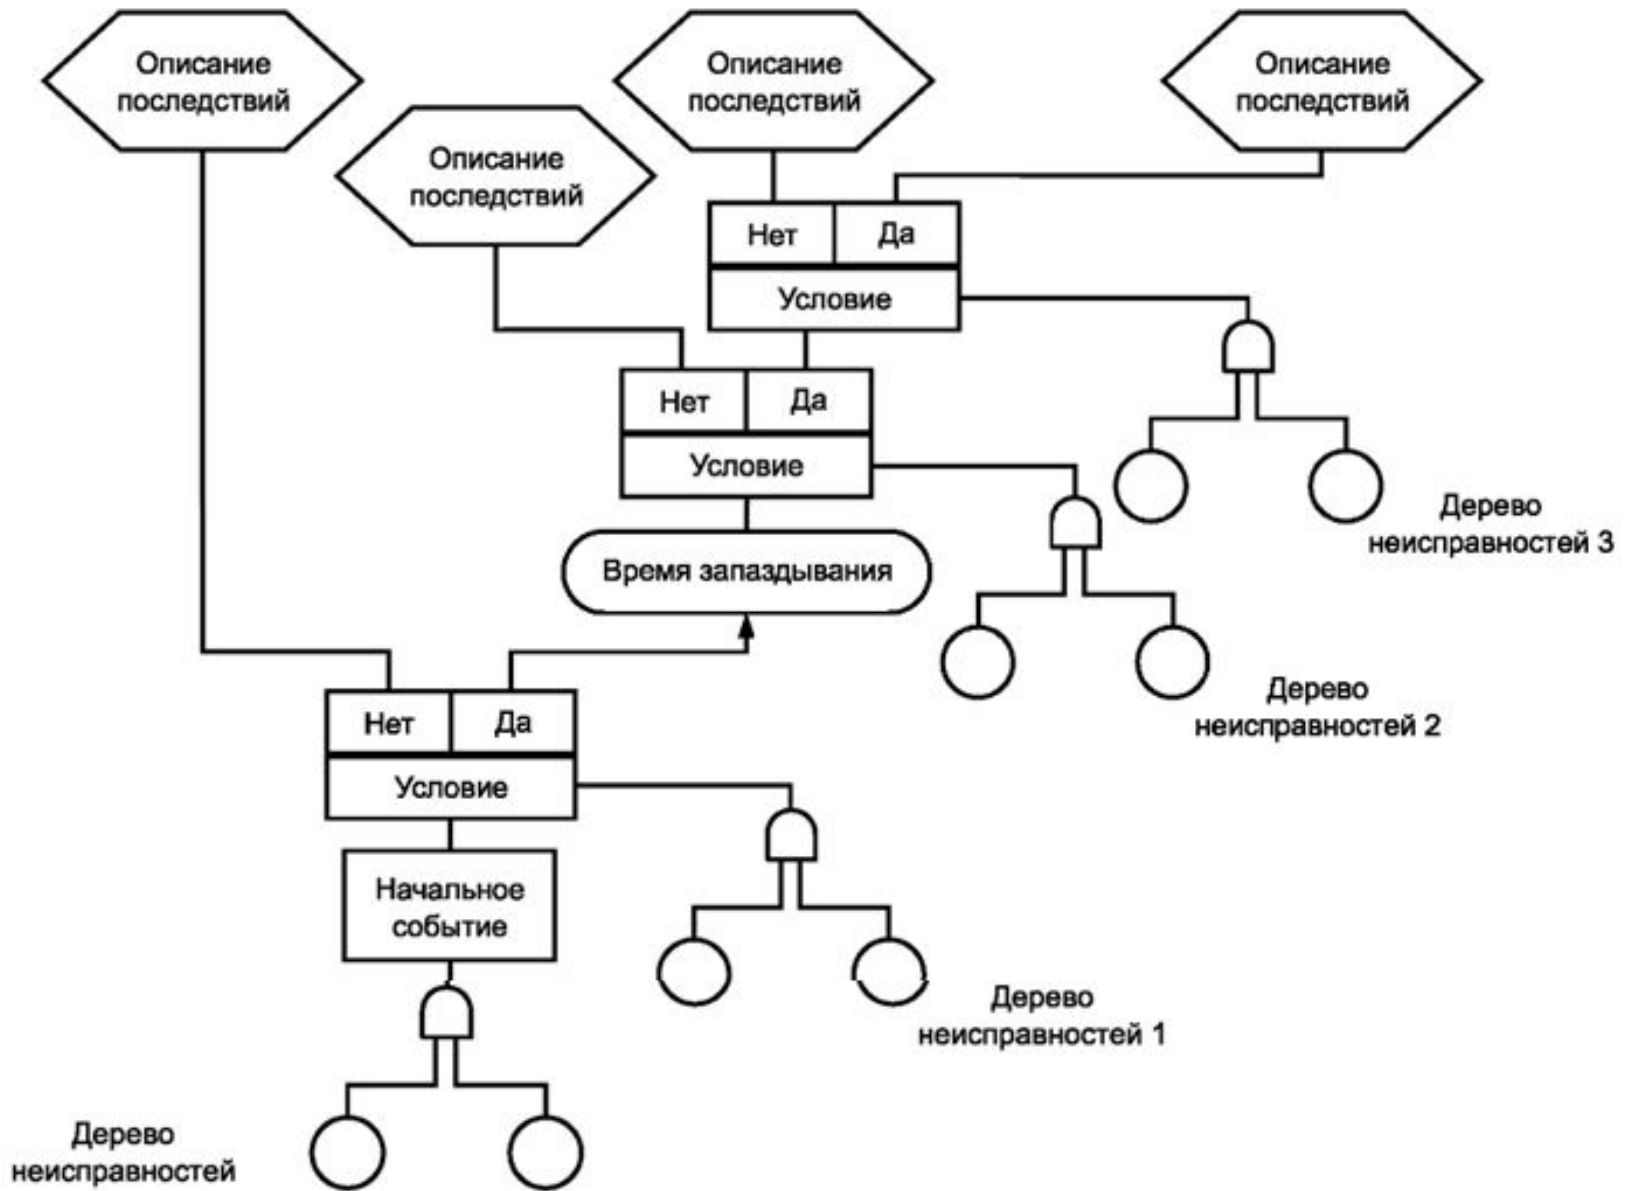 Описание
последствий
Описание
последствий
Описание
последствий
Описание
последствий
Нет
Да
Условие
Нет
Да
Условие
Дерево
неисправностей 3
Время запаздывания
Дерево
неисправностей 2
Нет
Да
Условие
Начальное
событие
Дерево
неисправностей 1
Дерево
неисправностей